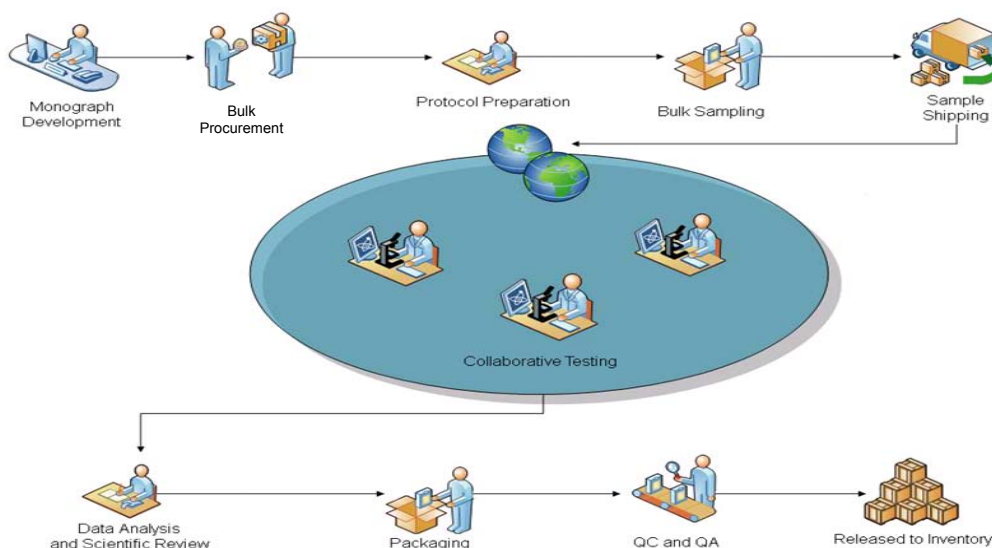 Monograph
Development
Bulk
Procurement
Protocol Preparation
Bulk Sampling
Sample
Shipping
Collaborative Testing
Data Analysis
and Scientific Review
Packaging
QC and QA
Released to Inventory